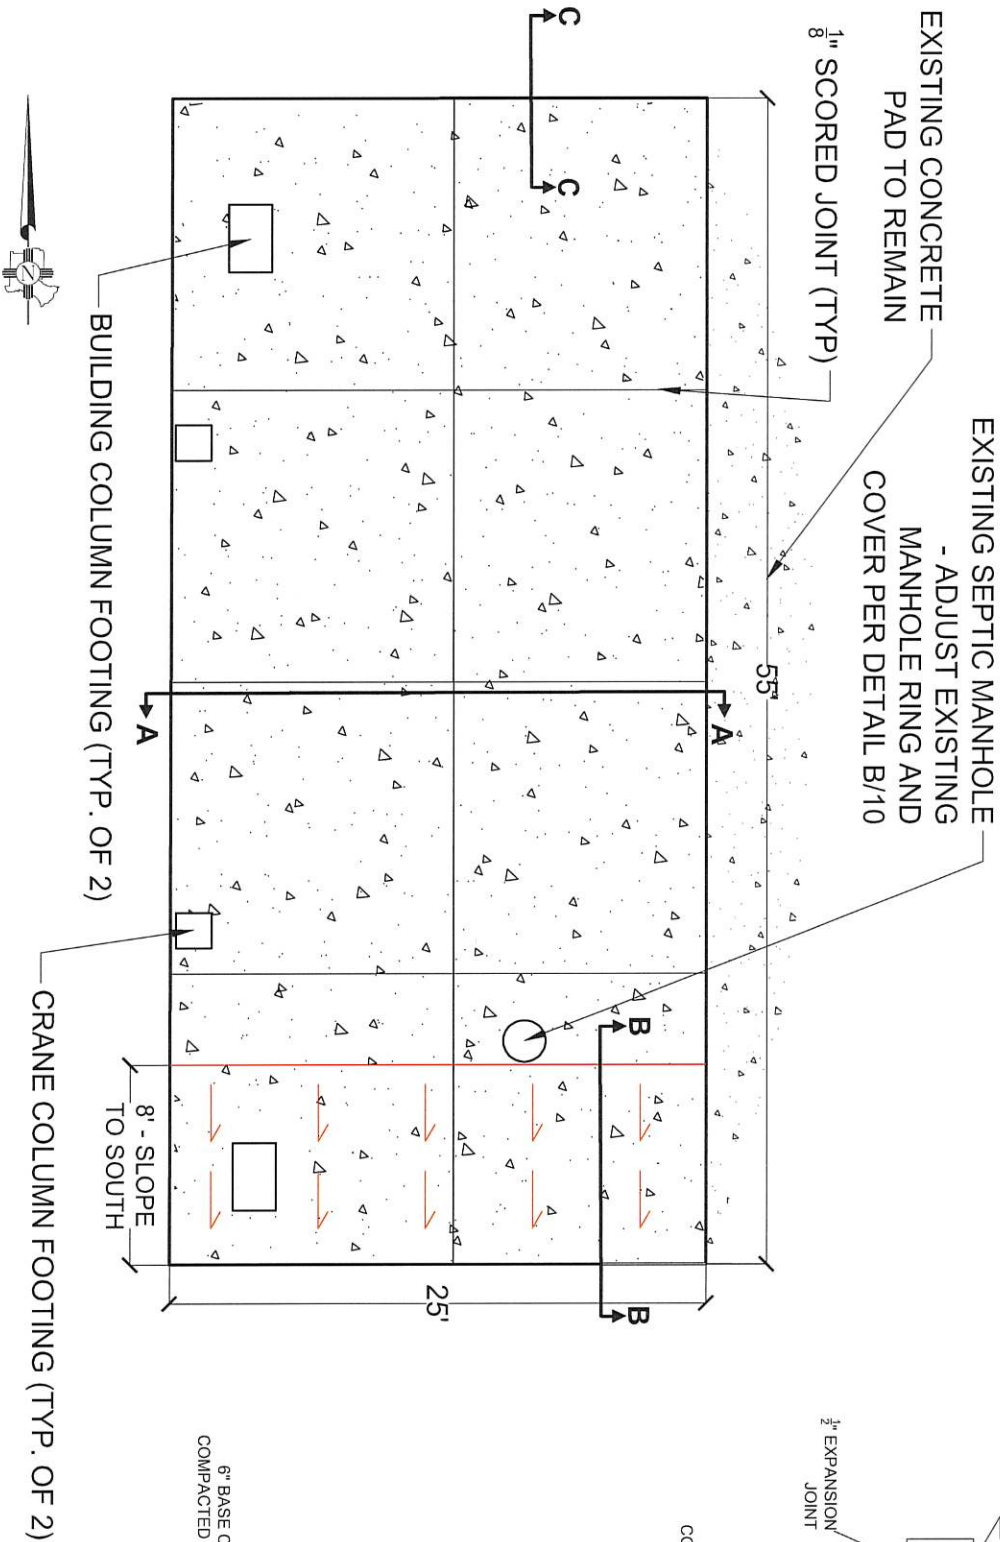 EXISTING CONCRETE
PAD TO REMAIN
1/8" SCORED JOINT (TYP)
EXISTING SEPTIC MANHOLE
- ADJUST EXISTING
MANHOLE RING AND
COVER PER DETAIL B/10
55'
C
C
A
A
B
B
25'
8' - SLOPE
TO SOUTH
BUILDING COLUMN FOOTING (TYP. OF 2)
CRANE COLUMN FOOTING (TYP. OF 2)
N
1/2" EXPANSION
JOINT
CO
6" BASE C
COMPACTED